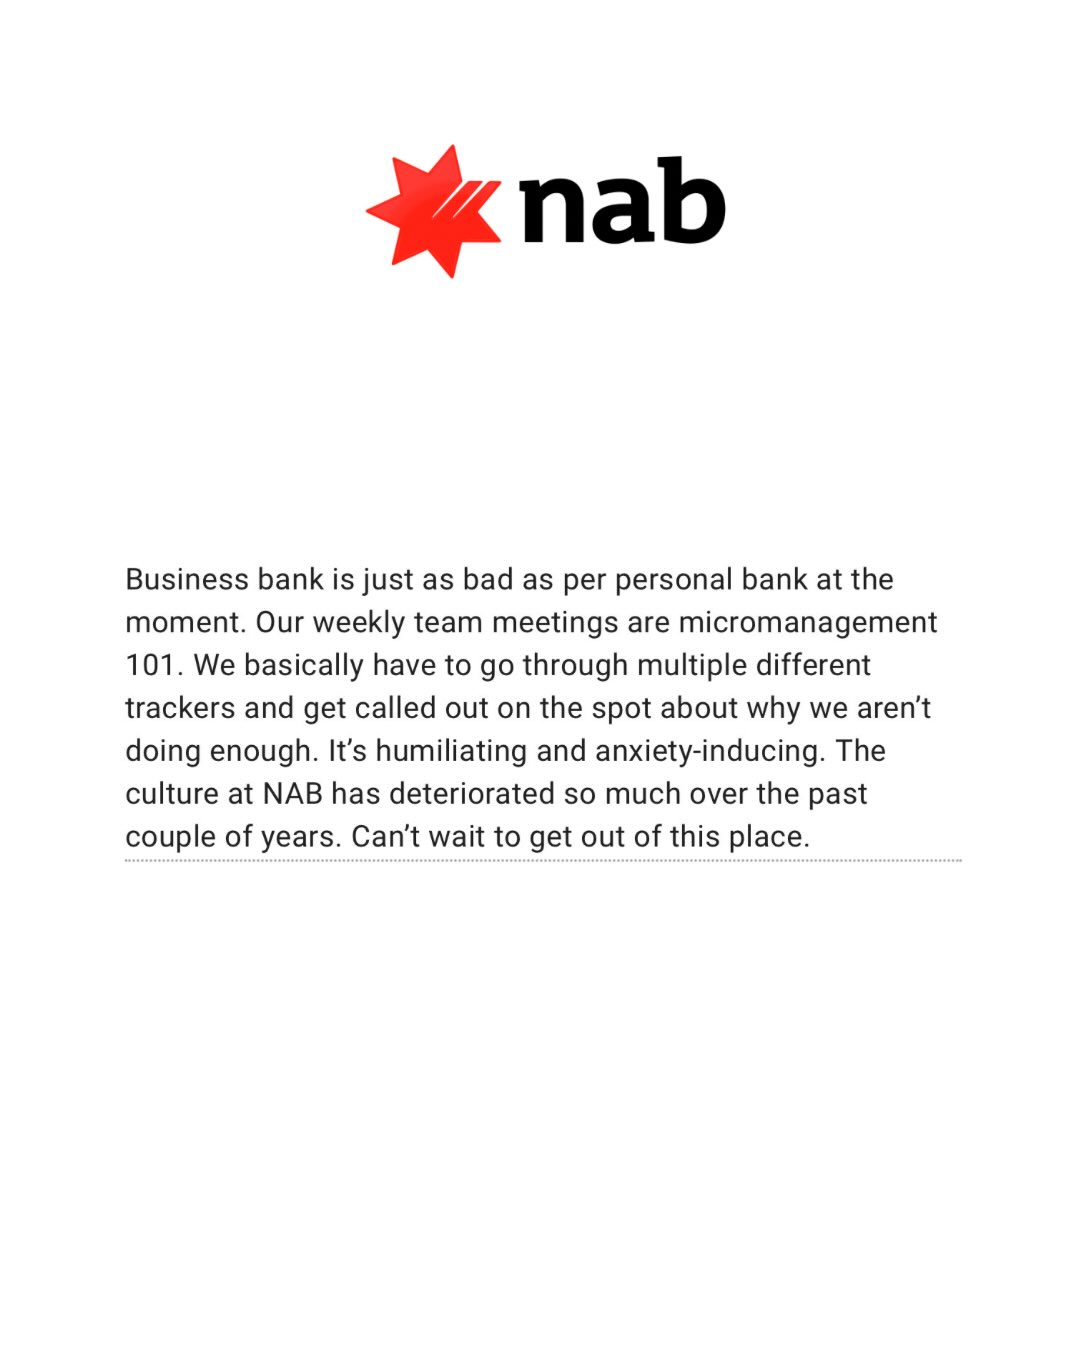 nab
Business bank is just as bad as per personal bank at the
moment. Our weekly team meetings are micromanagement
101. We basically have to go through multiple different
trackers and get called out on the spot about why we aren’t
doing enough. It’s humiliating and anxiety-inducing. The
culture at NAB has deteriorated so much over the past
couple of years. Can’t wait to get out of this place.